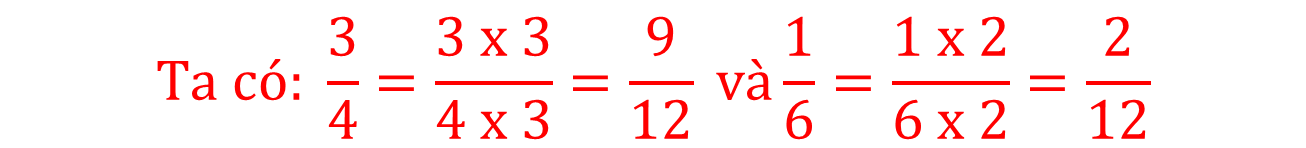 Ta có: 3/4 = 3 x 3/4 x 3 = 9/12 và 1/6 = 1 x 2/6 x 2 = 2/12